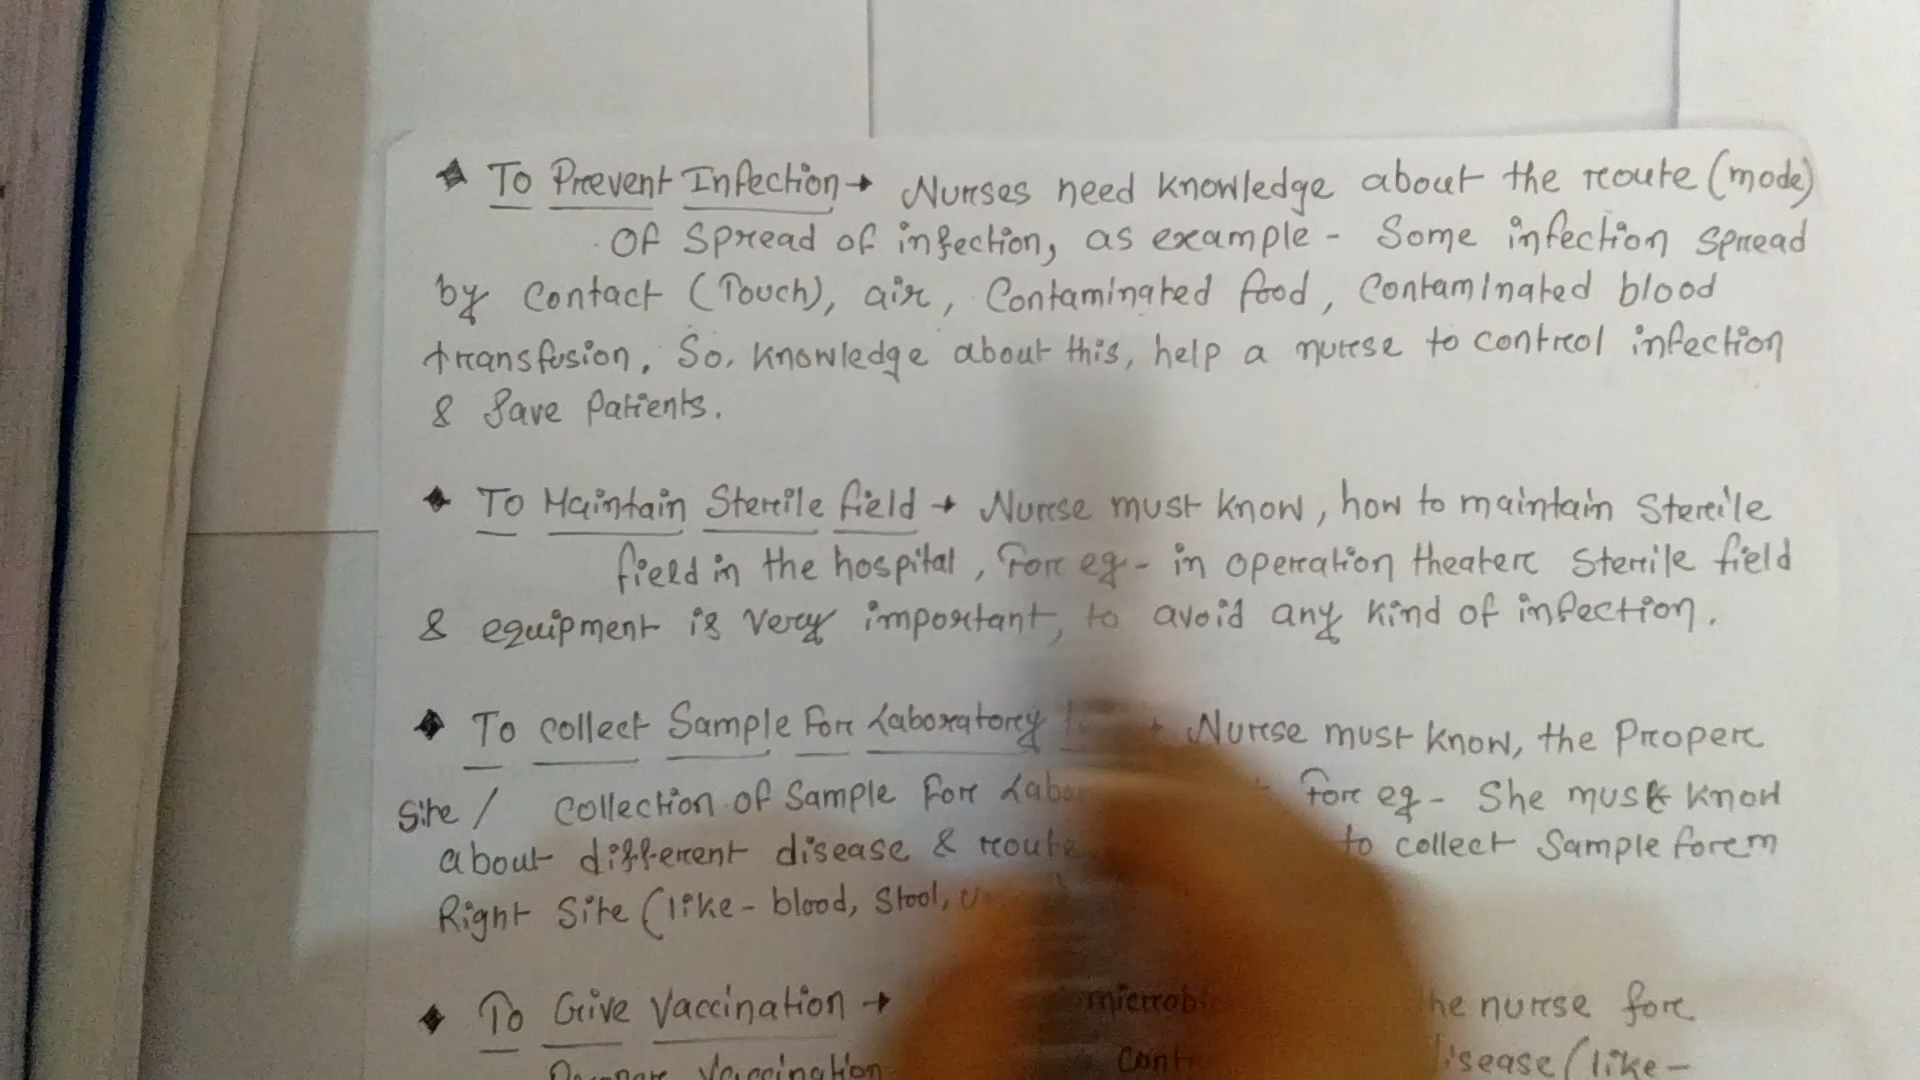 To Prevent Infection → Nurses need knowledge about the route (mode)
Of Spread of infection, as example - Some infection spread
by Contact (Touch), air, Contaminated food, Contaminated blood
transfusion. So, knowledge about this, help a nurse to control infection
& Save Patients.
To Maintain Sterile field → Nurse must know, how to maintain Sterile
field in the hospital, For eg - in operation theater Sterile field
& equipment is very important, to avoid any kind of infection.
To collect Sample For Laboratory Nurse must know, the Proper
Site / Collection of Sample For For eg - She must know
about different disease & route to collect Sample forem
Right Site (like - blood, Stool,
To Give Vaccination → nurse for
Vaccination (like -